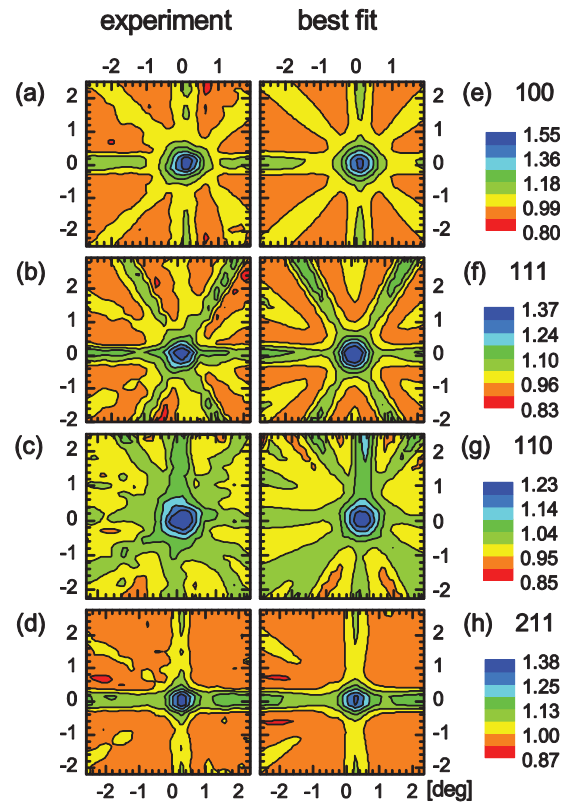 experiment best fit
-2 -1 0 1 -2 -1 0 1
(a) 2 1 0 -1 -2 (e) 100
1.55
1.36
1.18
0.99
0.80
(b) 2 1 0 -1 -2 (f) 111
1.37
1.24
1.10
0.96
0.83
(c) 2 1 0 -1 -2 (g) 110
1.23
1.14
1.04
0.95
0.85
(d) 2 1 0 -1 -2 (h) 211
1.38
1.25
1.13
1.00
0.87
2 1 0 -1 -2
2 1 0 -1 -2
2 1 0 -1 -2
2 1 0 -1 -2
-2 -1 0 1 -2 -1 0 1 2 [deg]